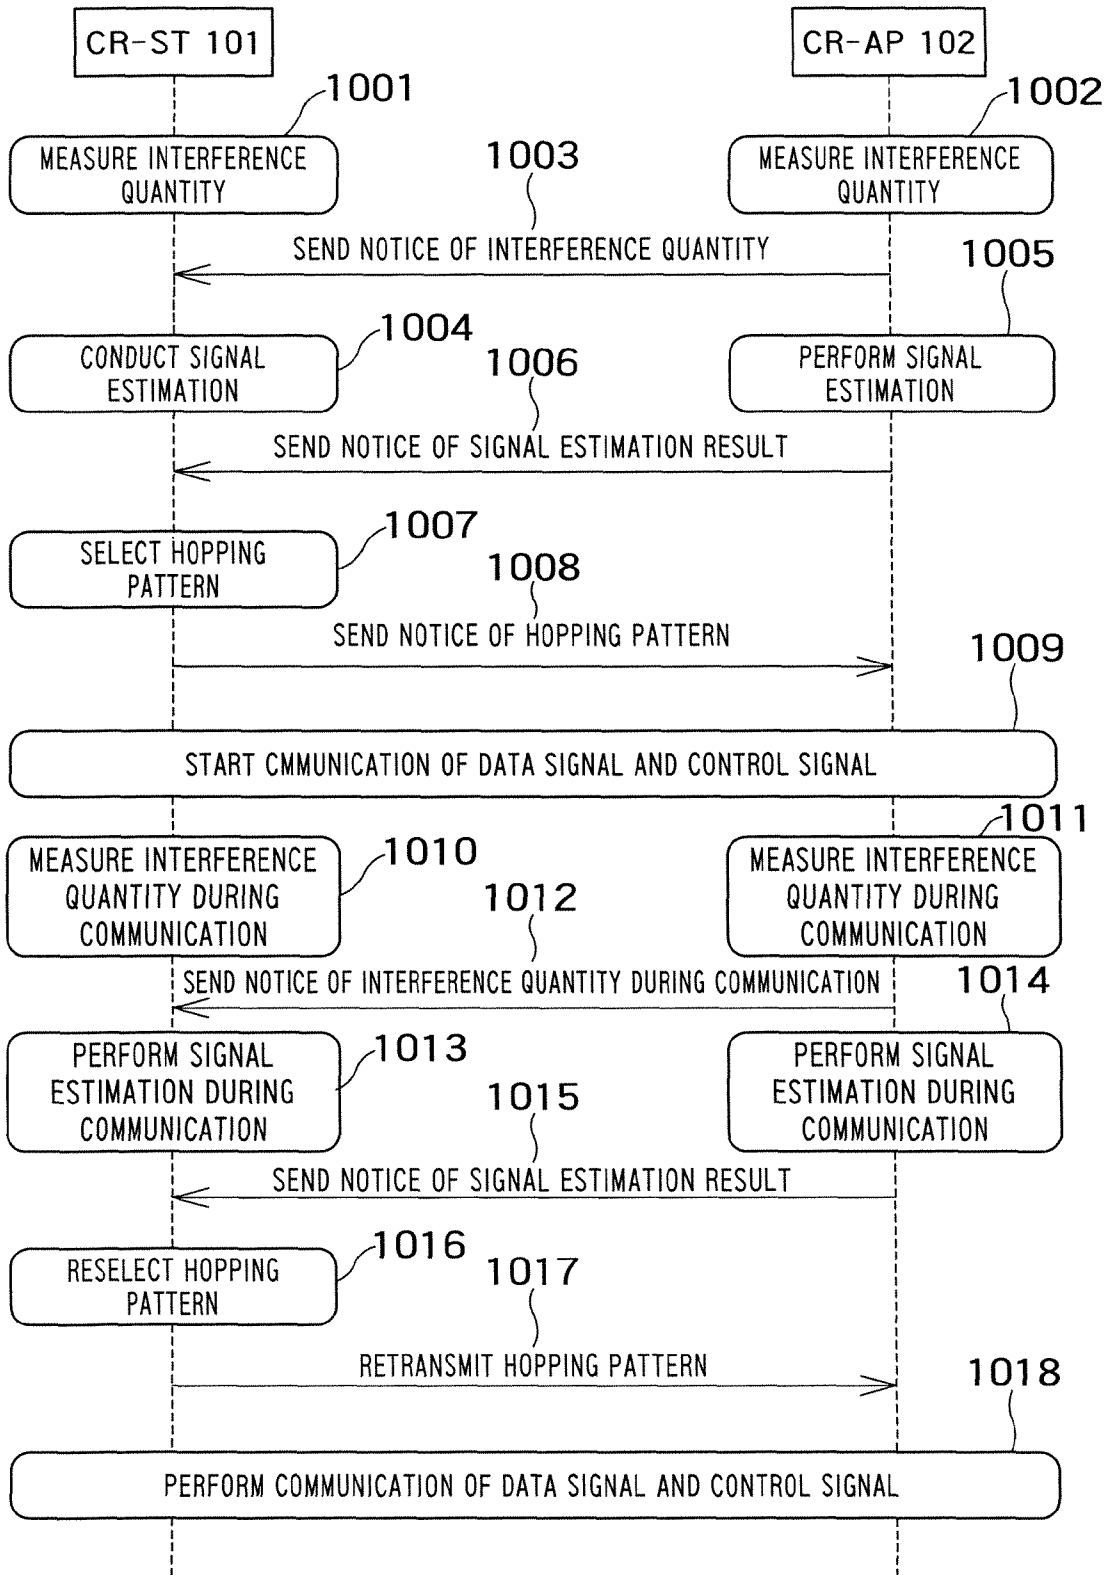 CR-ST 101
CR-AP 102
1001
1002
MEASURE INTERFERENCE
QUANTITY
1003
MEASURE INTERFERENCE
QUANTITY
SEND NOTICE OF INTERFERENCE QUANTITY
1005
1004
CONDUCT SIGNAL
ESTIMATION
1006
PERFORM SIGNAL
ESTIMATION
SEND NOTICE OF SIGNAL ESTIMATION RESULT
1007
SELECT HOPPING
PATTERN
1008
SEND NOTICE OF HOPPING PATTERN
1009
START CMMUNICATION OF DATA SIGNAL AND CONTROL SIGNAL
1010
1011
MEASURE INTERFERENCE
QUANTITY DURING
COMMUNICATION
1012
MEASURE INTERFERENCE
QUANTITY DURING
COMMUNICATION
SEND NOTICE OF INTERFERENCE QUANTITY DURING COMMUNICATION
1014
1013
PERFORM SIGNAL
ESTIMATION DURING
COMMUNICATION
1015
PERFORM SIGNAL
ESTIMATION DURING
COMMUNICATION
SEND NOTICE OF SIGNAL ESTIMATION RESULT
1016
RESELECT HOPPING
PATTERN
1017
RETRANSMIT HOPPING PATTERN
1018
PERFORM COMMUNICATION OF DATA SIGNAL AND CONTROL SIGNAL